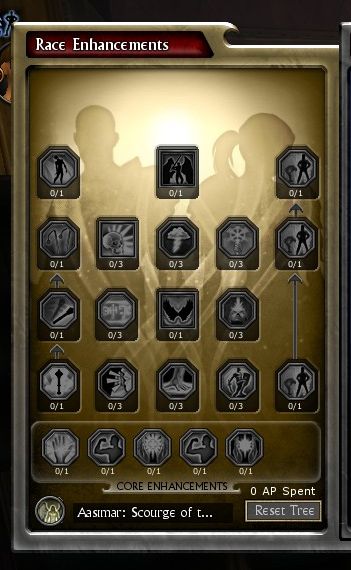 Race Enhancements
0/1 0/1 0/1
0/1 0/3 0/3 0/3 0/1
0/1 0/3 0/1 0/3
0/1 0/3 0/3 0/3 0/1
0/1 0/1 0/1 0/1 0/1
CORE ENHANCEMENTS
0 AP Spent
Aasimar: Scourge of t...
Reset Tree